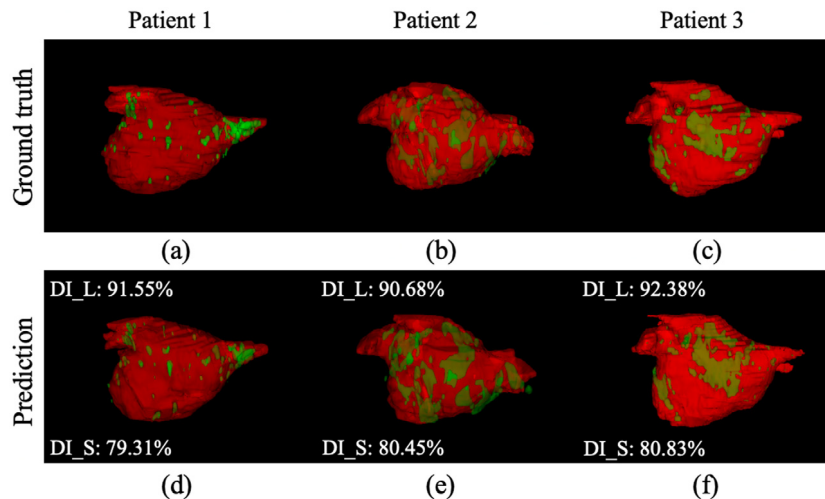 Patient 1 Patient 2 Patient 3
Ground truth
(a) (b) (c)
DI_L: 91.55% DI_L: 90.68% DI_L: 92.38%
Prediction
DI_S: 79.31% DI_S: 80.45% DI_S: 80.83%
(d) (e) (f)